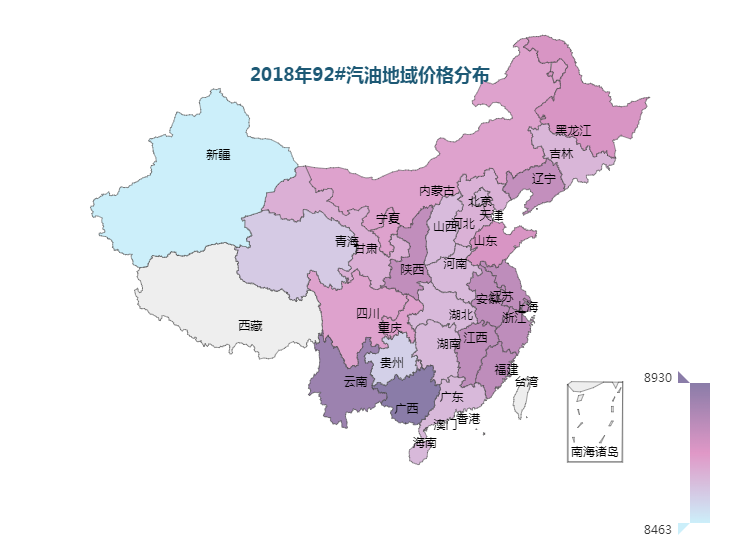 2018年92#汽油地域价格分布
黑龙江
吉林
新疆
辽宁
内蒙古
北京
天津
宁夏
山西
河北
青海
甘肃
山东
河南
陕西
西藏
四川
重庆
湖北
安徽
江苏
上海
浙江
湖南
江西
贵州
云南
福建
台湾
广西
广东
澳门
香港
海南
南海诸岛
8930
8463